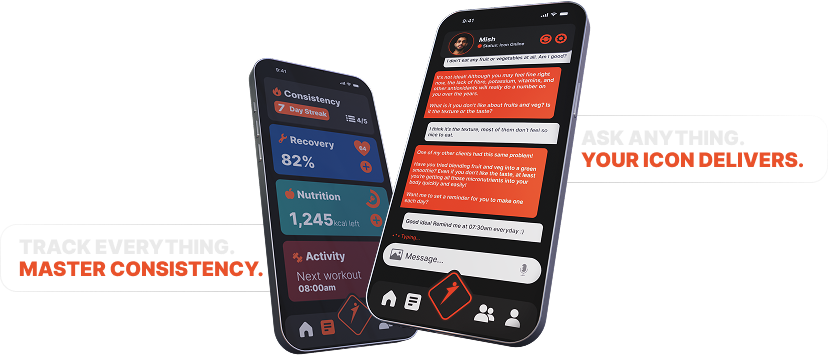 9:41
Consistency
7 Day Streak
4/5
Recovery
64
82%
Nutrition
1,245 kcal left
Activity
Next workout
08:00am
TRACK EVERYTHING.
MASTER CONSISTENCY.
9:41
Mish
Status: Icon Online
I don't eat any fruit or vegetables at all. Am I good?
It's not ideal! Although you may feel fine right
now, the lack of fibre, potassium, vitamins, and
other antioxidants will really do a number on
you over the years.
What is it you don't like about fruits and veg? Is
it the texture or the taste?
I think it's the texture, most of them don't feel so
nice to eat.
One of my other clients had this same problem!
Have you tried blending fruit and veg into a green
smoothie? Even if you don't like the taste, at least
you're getting all those micronutrients into your
body quickly and easily!
Want me to set a reminder for you to make one
each day?
Good idea! Remind me at 07:30am everyday :)
Typing...
Message...
ASK ANYTHING.
YOUR ICON DELIVERS.